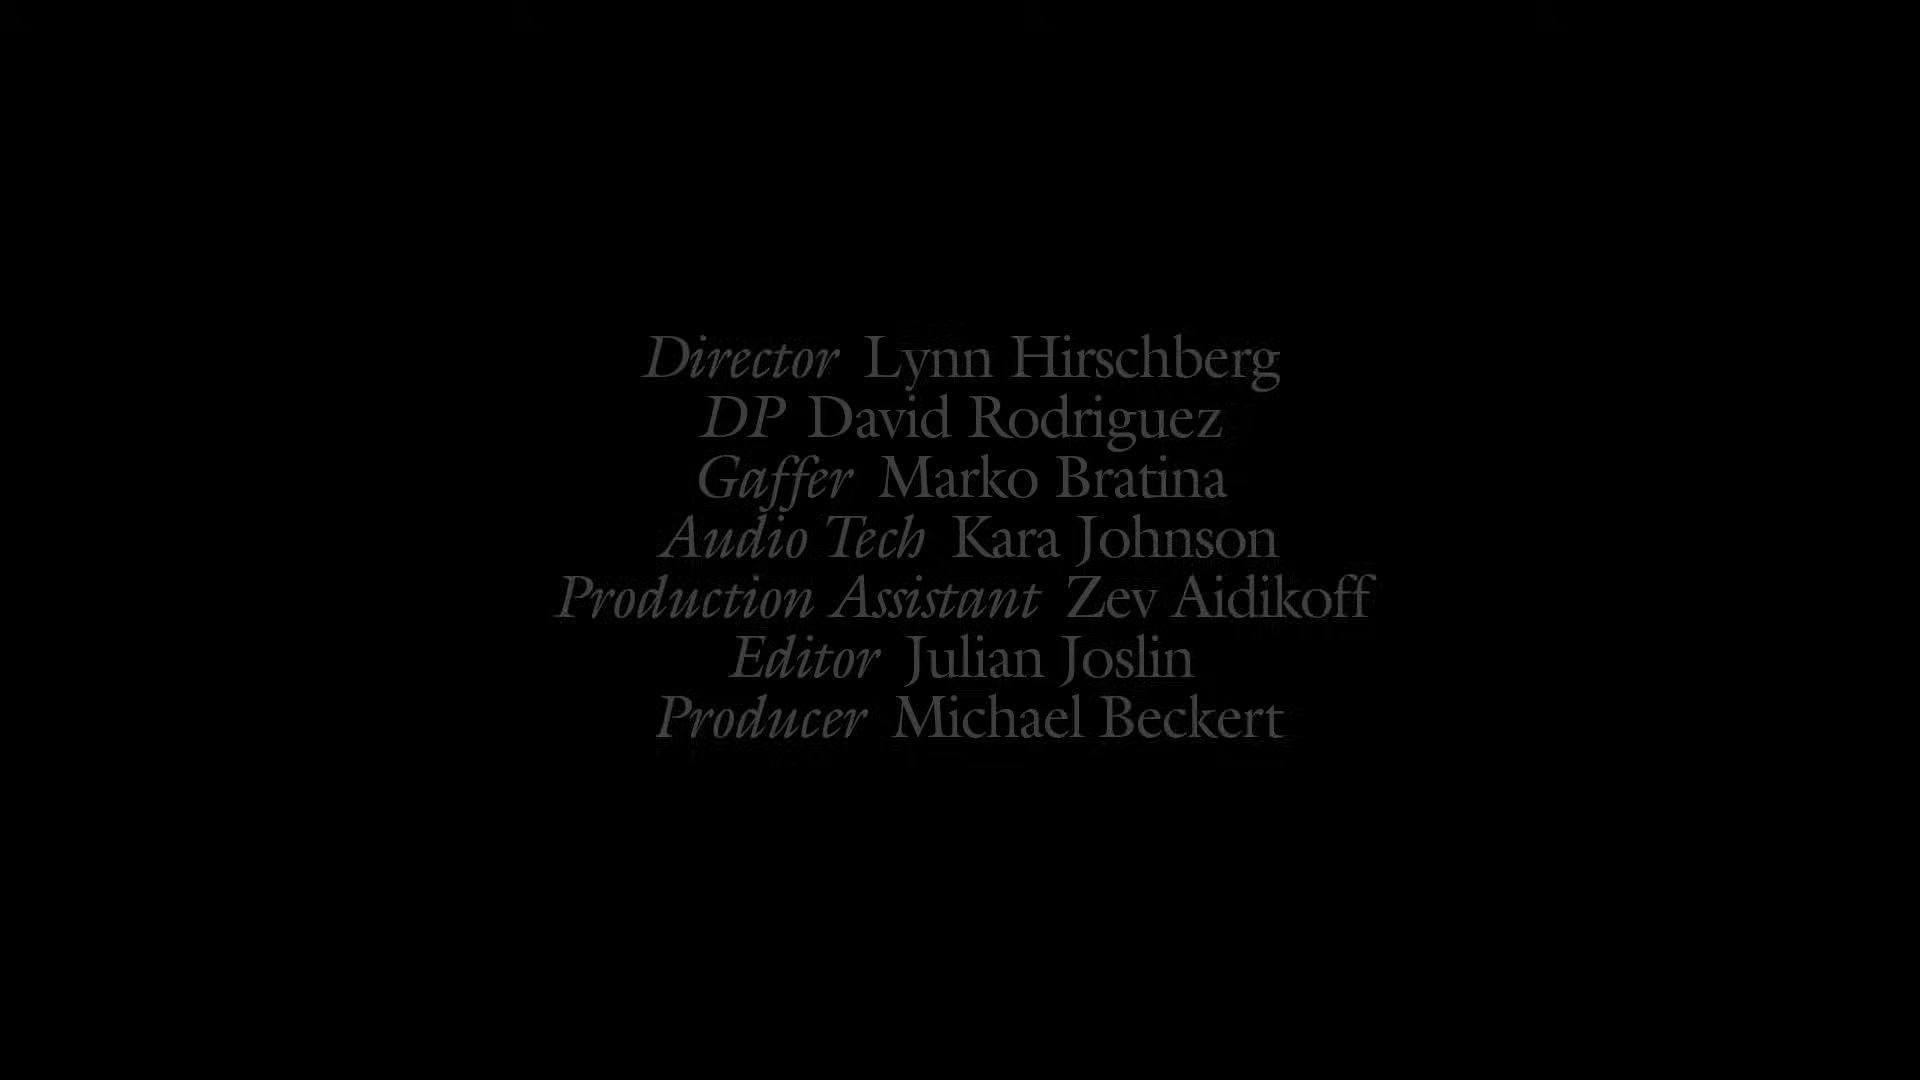 Director Lynn Hirschberg
DP David Rodriguez
Gaffer Marko Bratina
Audio Tech Kara Johnson
Production Assistant Zev Aidikoff
Editor Julian Joslin
Producer Michael Beckert